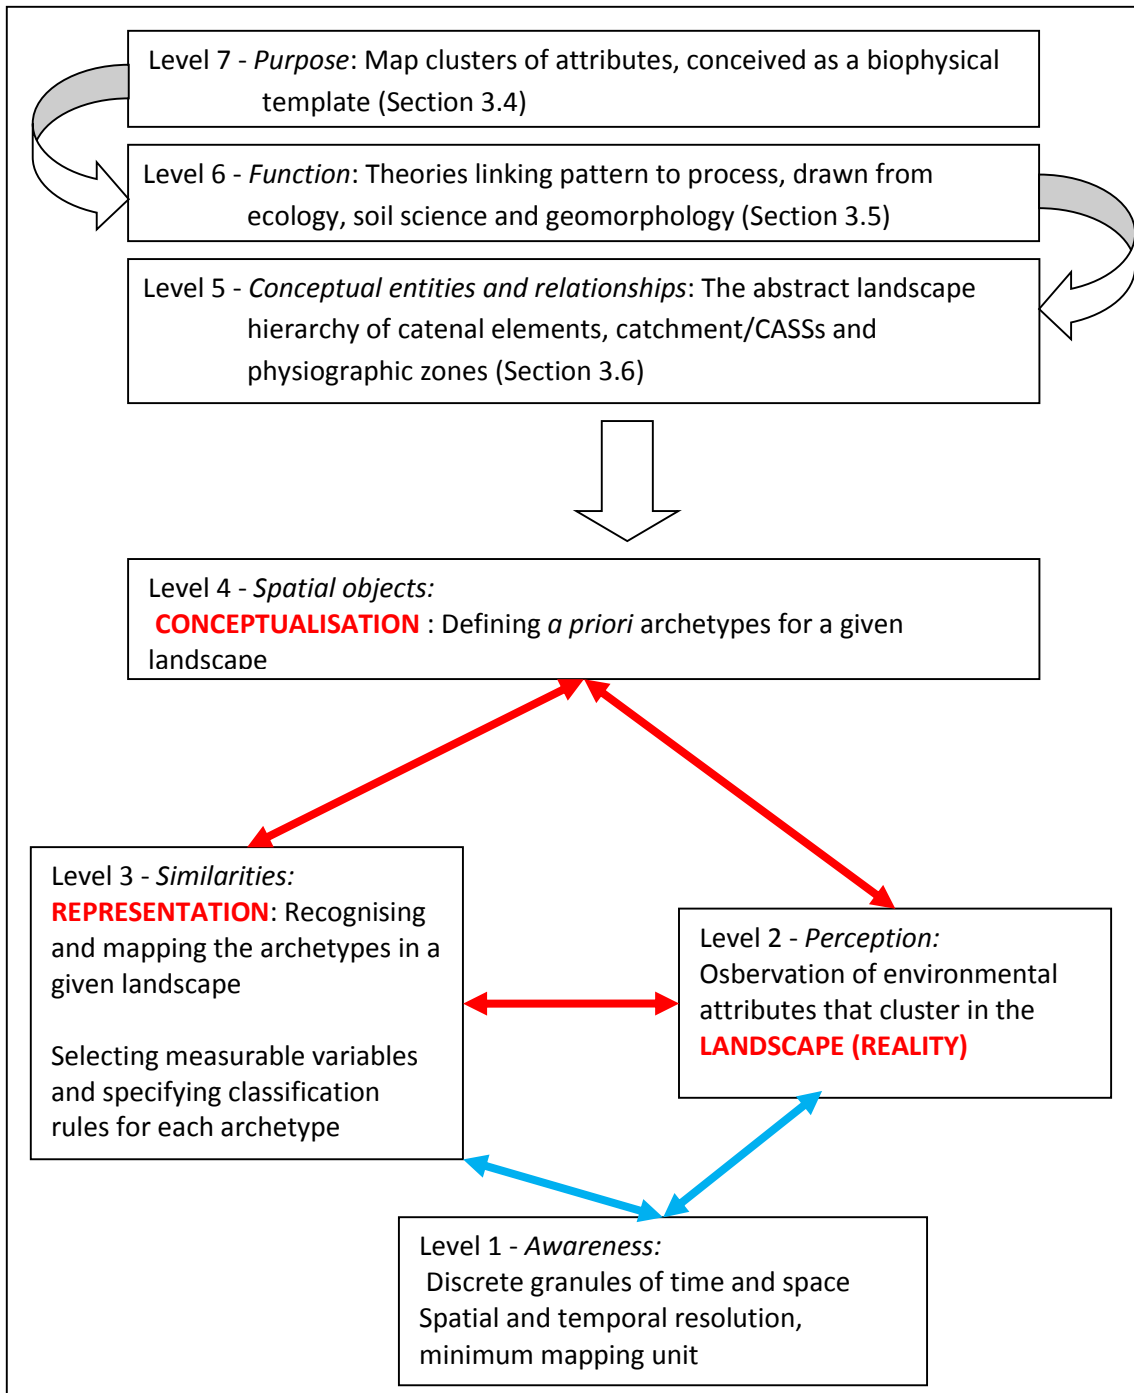 Level 7 - Purpose: Map clusters of attributes, conceived as a biophysical
template (Section 3.4)
Level 6 - Function: Theories linking pattern to process, drawn from
ecology, soil science and geomorphology (Section 3.5)
Level 5 - Conceptual entities and relationships: The abstract landscape
hierarchy of catenal elements, catchment/CASSs and
physiographic zones (Section 3.6)
Level 4 - Spatial objects:
CONCEPTUALISATION : Defining a priori archetypes for a given
landscape
Level 3 - Similarities:
REPRESENTATION: Recognising
and mapping the archetypes in a
given landscape
Selecting measurable variables
and specifying classification
rules for each archetype
Level 2 - Perception:
Osbervation of environmental
attributes that cluster in the
LANDSCAPE (REALITY)
Level 1 - Awareness:
Discrete granules of time and space
Spatial and temporal resolution,
minimum mapping unit